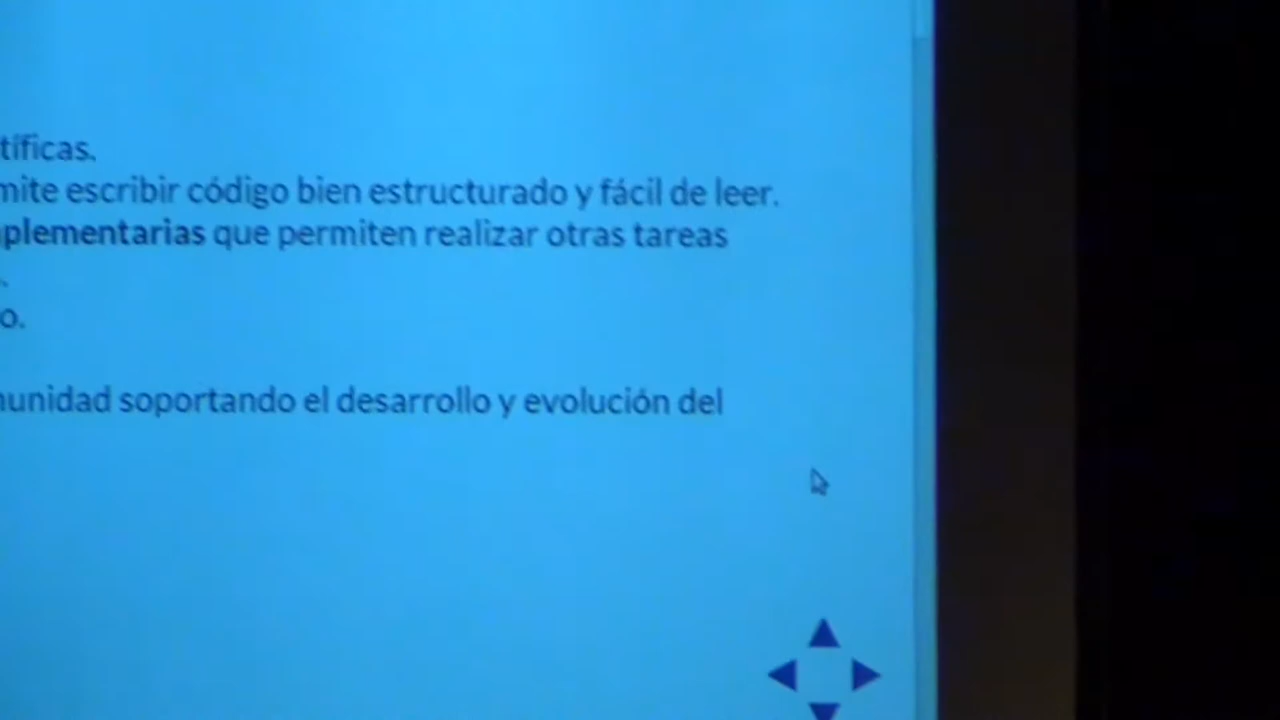 tíficas.
mite escribir código bien estructurado y fácil de leer.
plementarias que permiten realizar otras tareas
.
o.
unidad soportando el desarrollo y evolución del